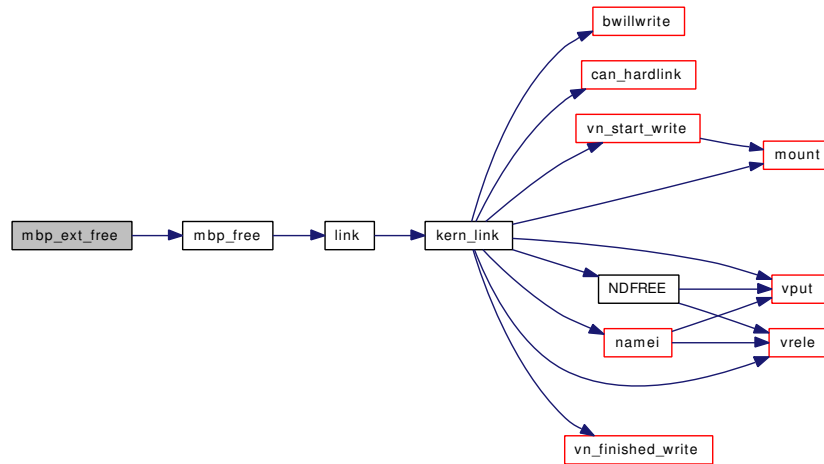 bwillwrite
can_hardlink
vn_start_write
mount
mbp_ext_free
mbp_free
link
kern_link
NDFREE
vput
namei
vrele
vn_finished_write